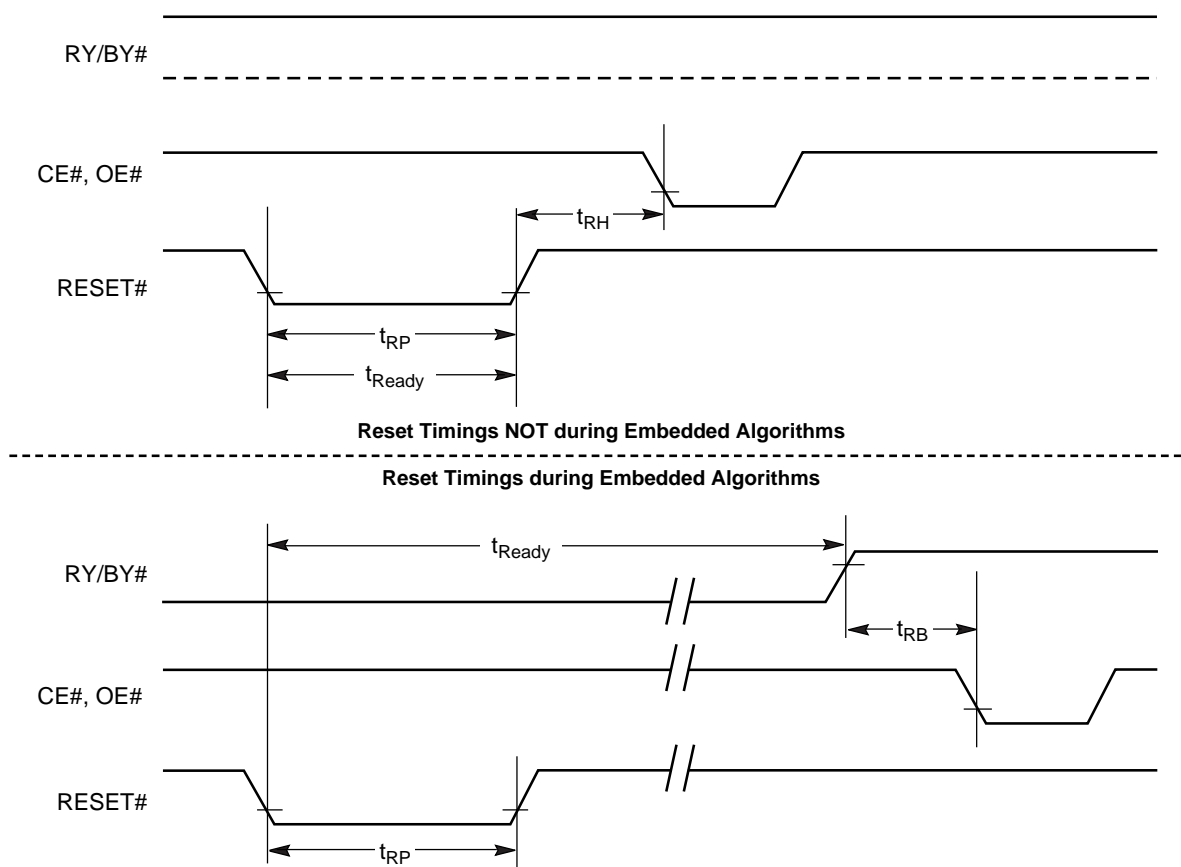 RY/BY#
CE#, OE#
tRH
RESET#
tRP
tReady
Reset Timings NOT during Embedded Algorithms
Reset Timings during Embedded Algorithms
tReady
RY/BY#
tRB
CE#, OE#
RESET#
tRP